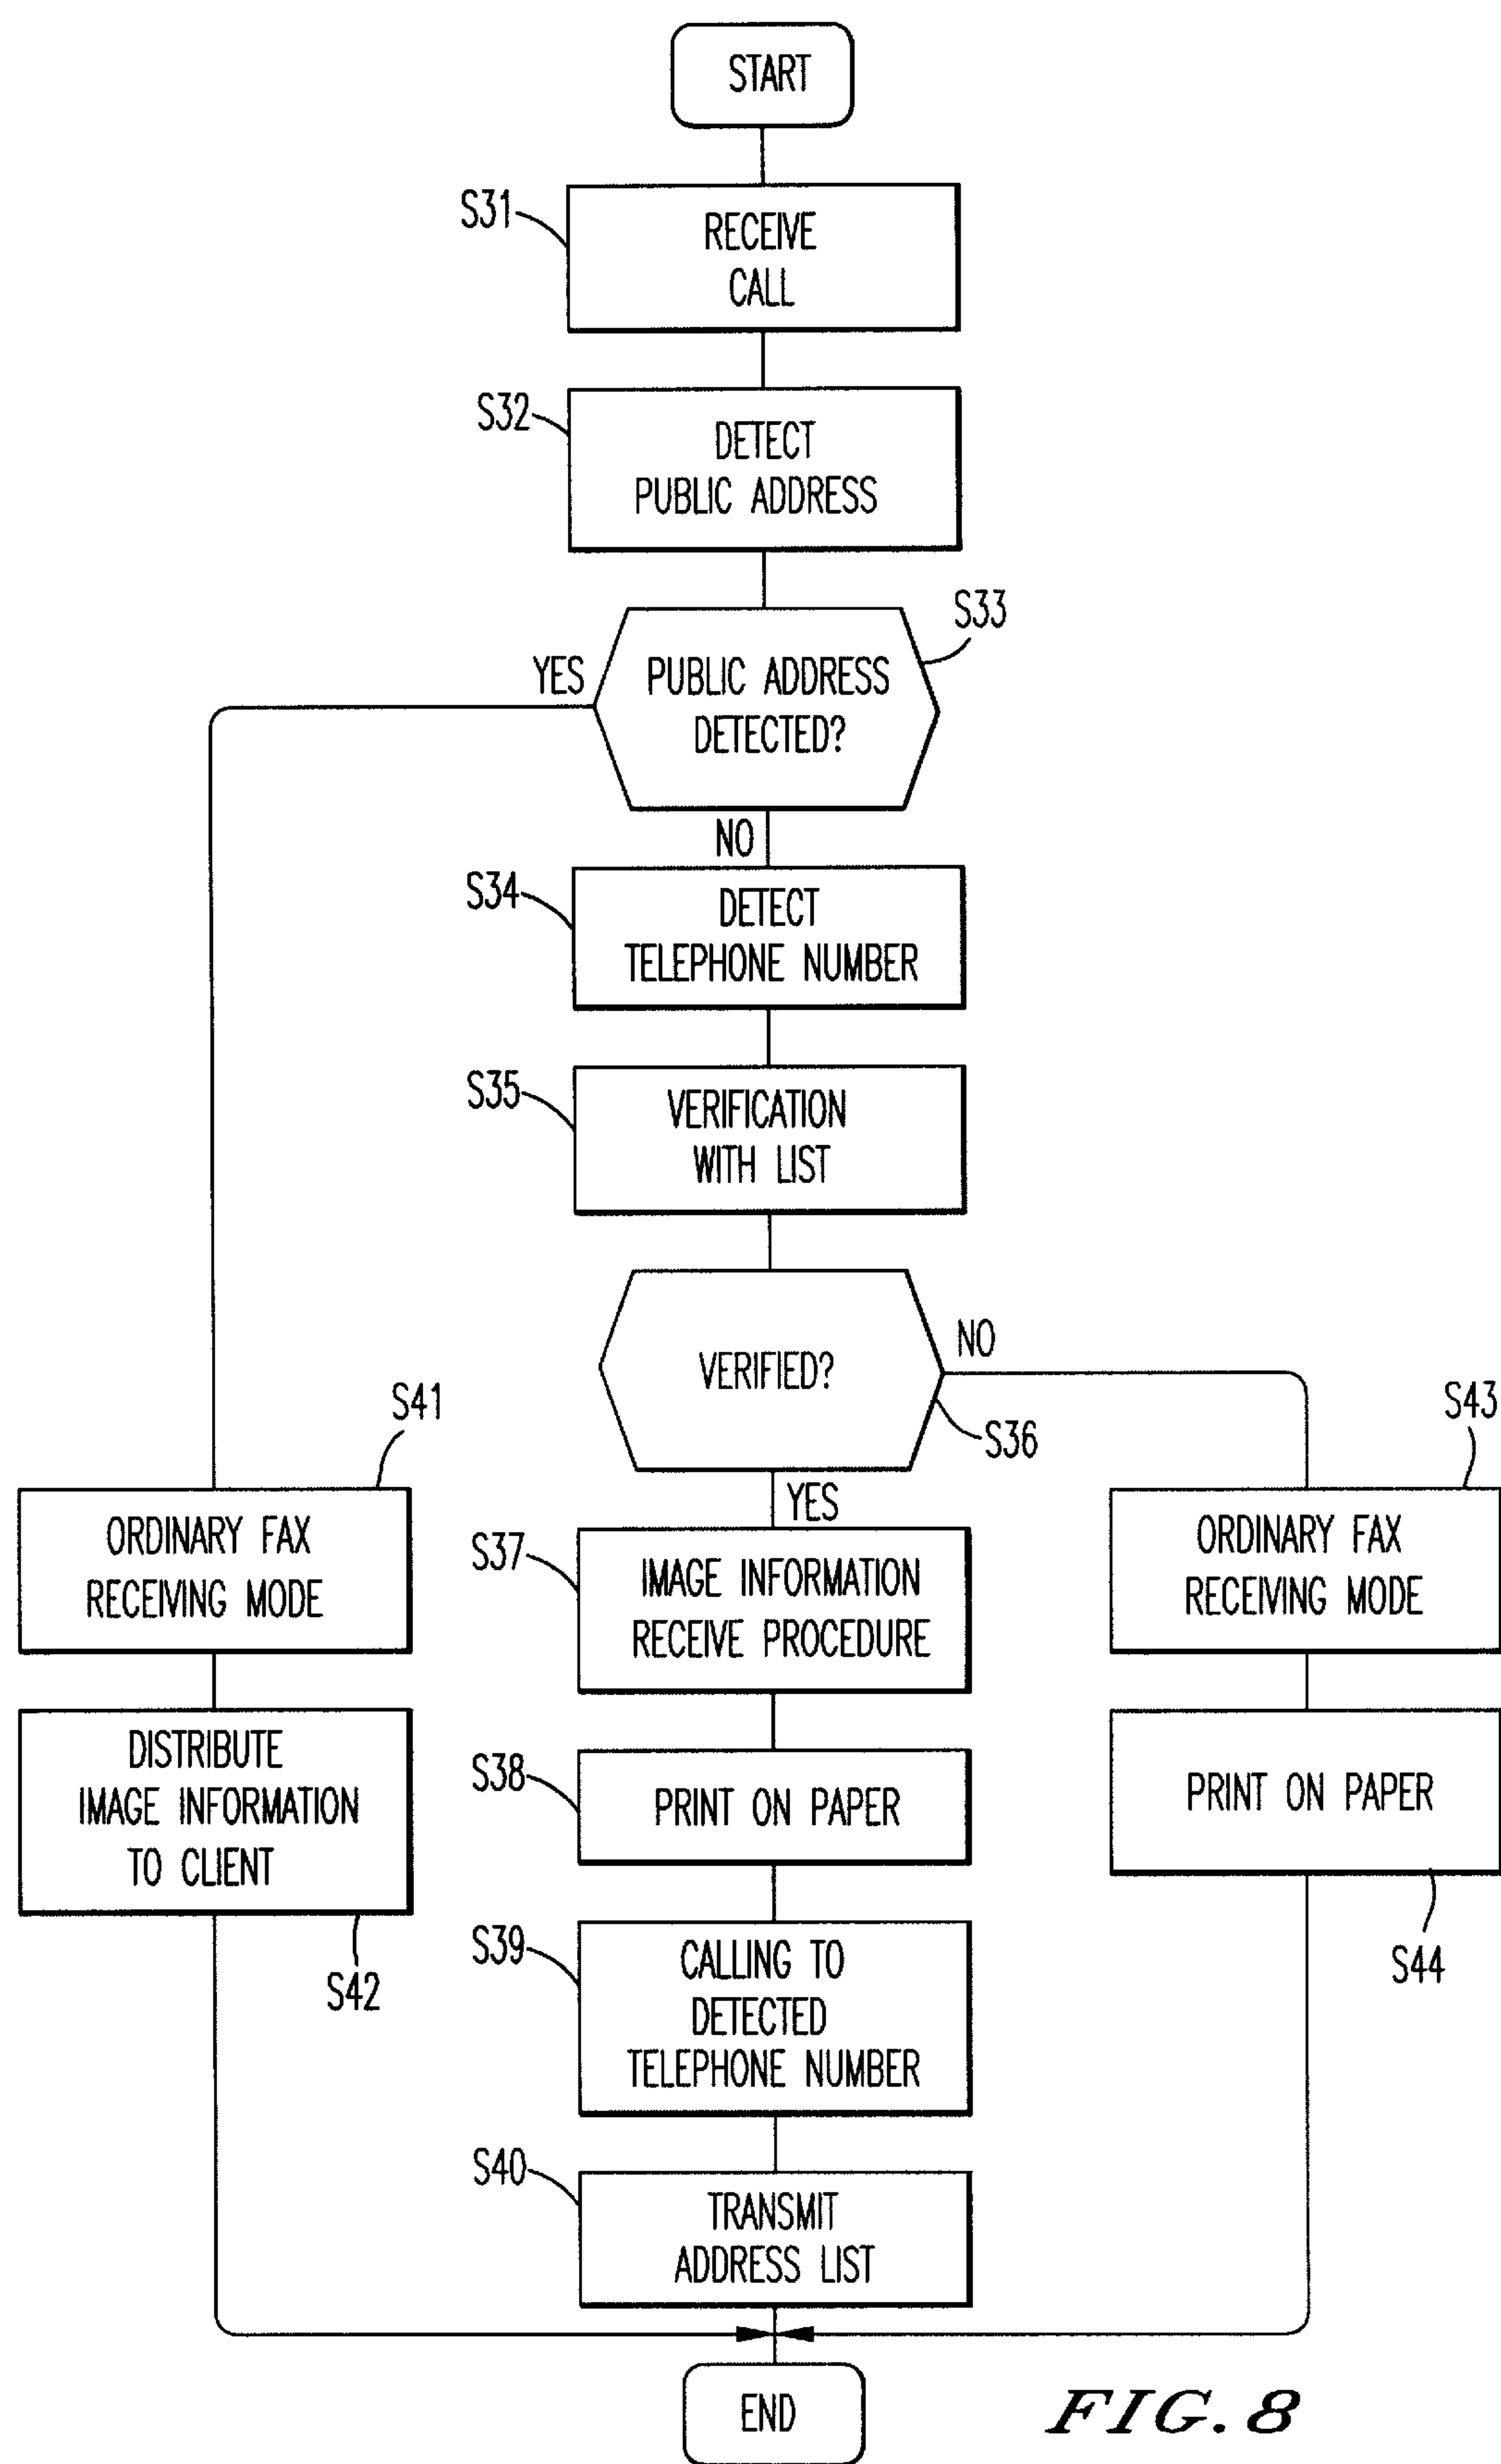 START
S31
RECEIVE
CALL
S32
DETECT
PUBLIC ADDRESS
S33
YES
PUBLIC ADDRESS
DETECTED?
NO
S34
DETECT
TELEPHONE NUMBER
S35
VERIFICATION
WITH LIST
VERIFIED?
NO
S36
YES
S41
ORDINARY FAX
RECEIVING MODE
DISTRIBUTE
IMAGE INFORMATION
TO CLIENT
S42
S37
IMAGE INFORMATION
RECEIVE PROCEDURE
S38
PRINT ON PAPER
S39
CALLING TO
DETECTED
TELEPHONE NUMBER
S40
TRANSMIT
ADDRESS LIST
S43
ORDINARY FAX
RECEIVING MODE
PRINT ON PAPER
S44
END
FIG. 8